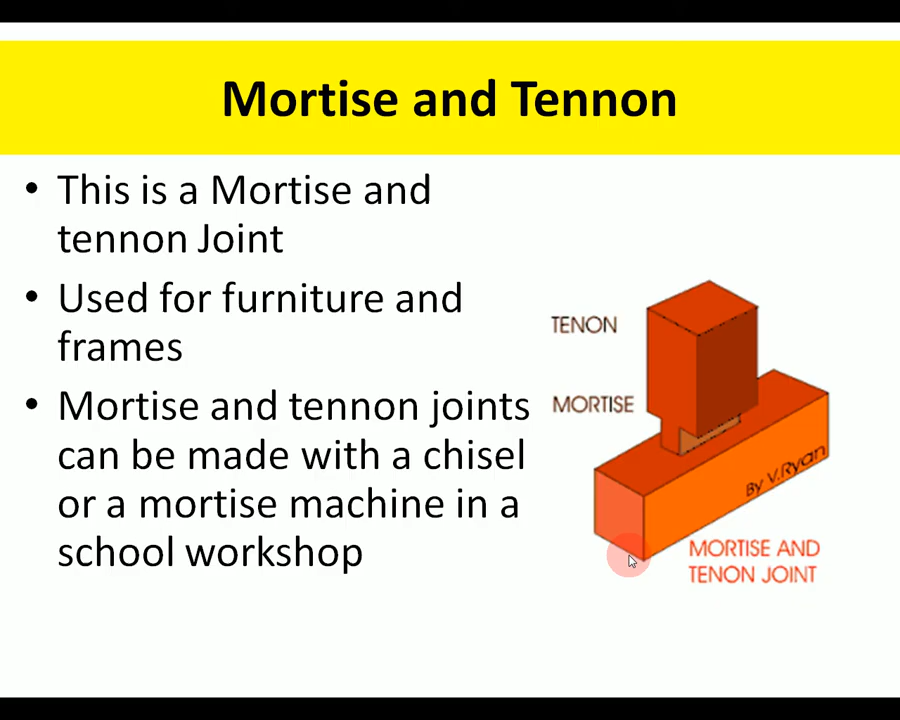 Mortise and Tennon
• This is a Mortise and
tennon Joint
• Used for furniture and
frames
• Mortise and tennon joints
can be made with a chisel
or a mortise machine in a
school workshop
TENON
MORTISE
By V.Ryan
MORTISE AND
TENON JOINT